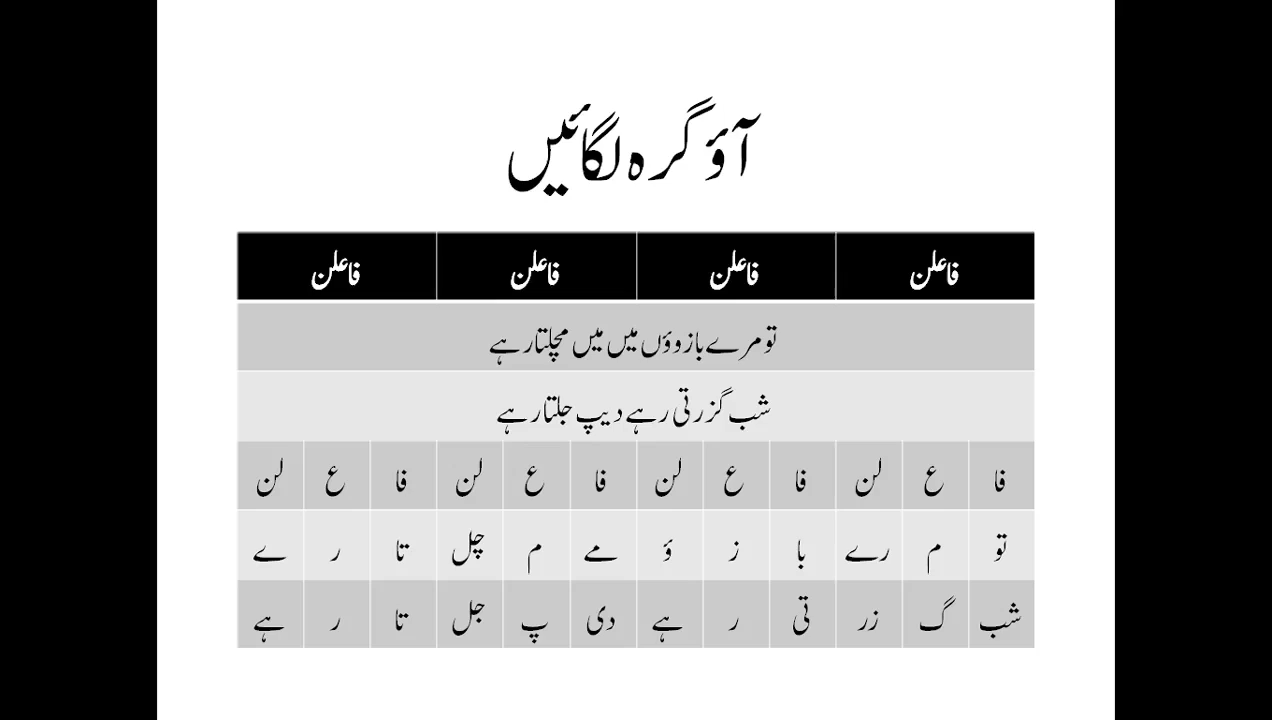 آؤ گرہ لگائیں
فاعلن فاعلن فاعلن فاعلن
تو مرے بازوؤں میں میں مچلتا رہے
شب گزرتی رہے دیپ جلتا رہے
فا ع لن فا ع لن فا ع لن فا ع لن
تو م رے با ز ؤ مے م چل تا ر ے
شب گ زر تی ر ہے دی پ جل تا ر ہے